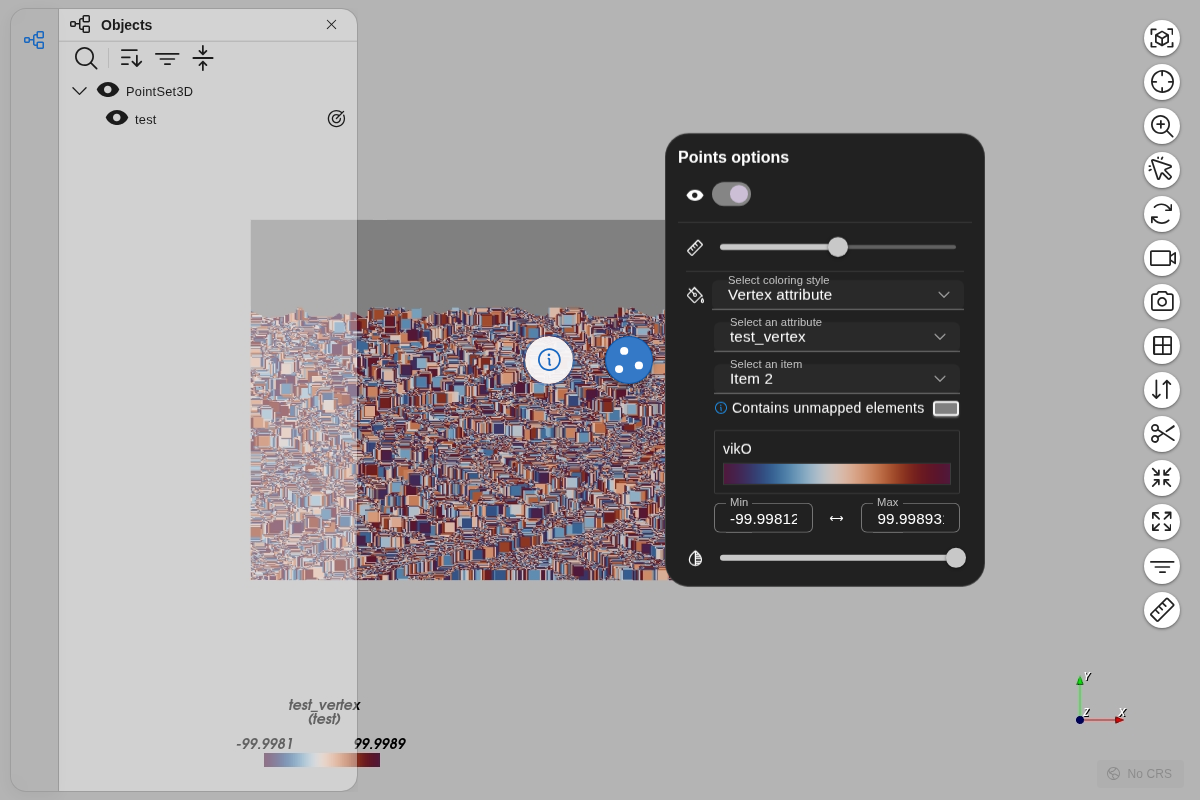 Objects
PointSet3D
test
Points options
Select coloring style
Vertex attribute
Select an attribute
test_vertex
Select an item
Item 2
Contains unmapped elements
vikO
Min
Max
-99.99812
99.99893
test_vertex
(test)
-99.9981
99.9989
Y
Z
X
No CRS